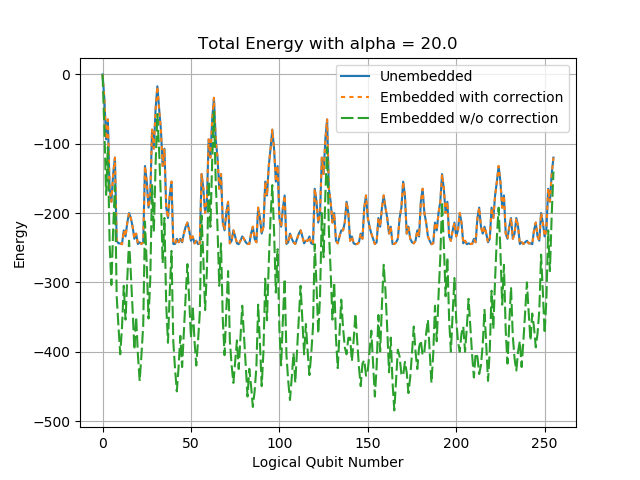 Total Energy with alpha = 20.0
Unembedded
Embedded with correction
Embedded w/o correction
Energy
0
−100
−200
−300
−400
−500
0 50 100 150 200 250
Logical Qubit Number